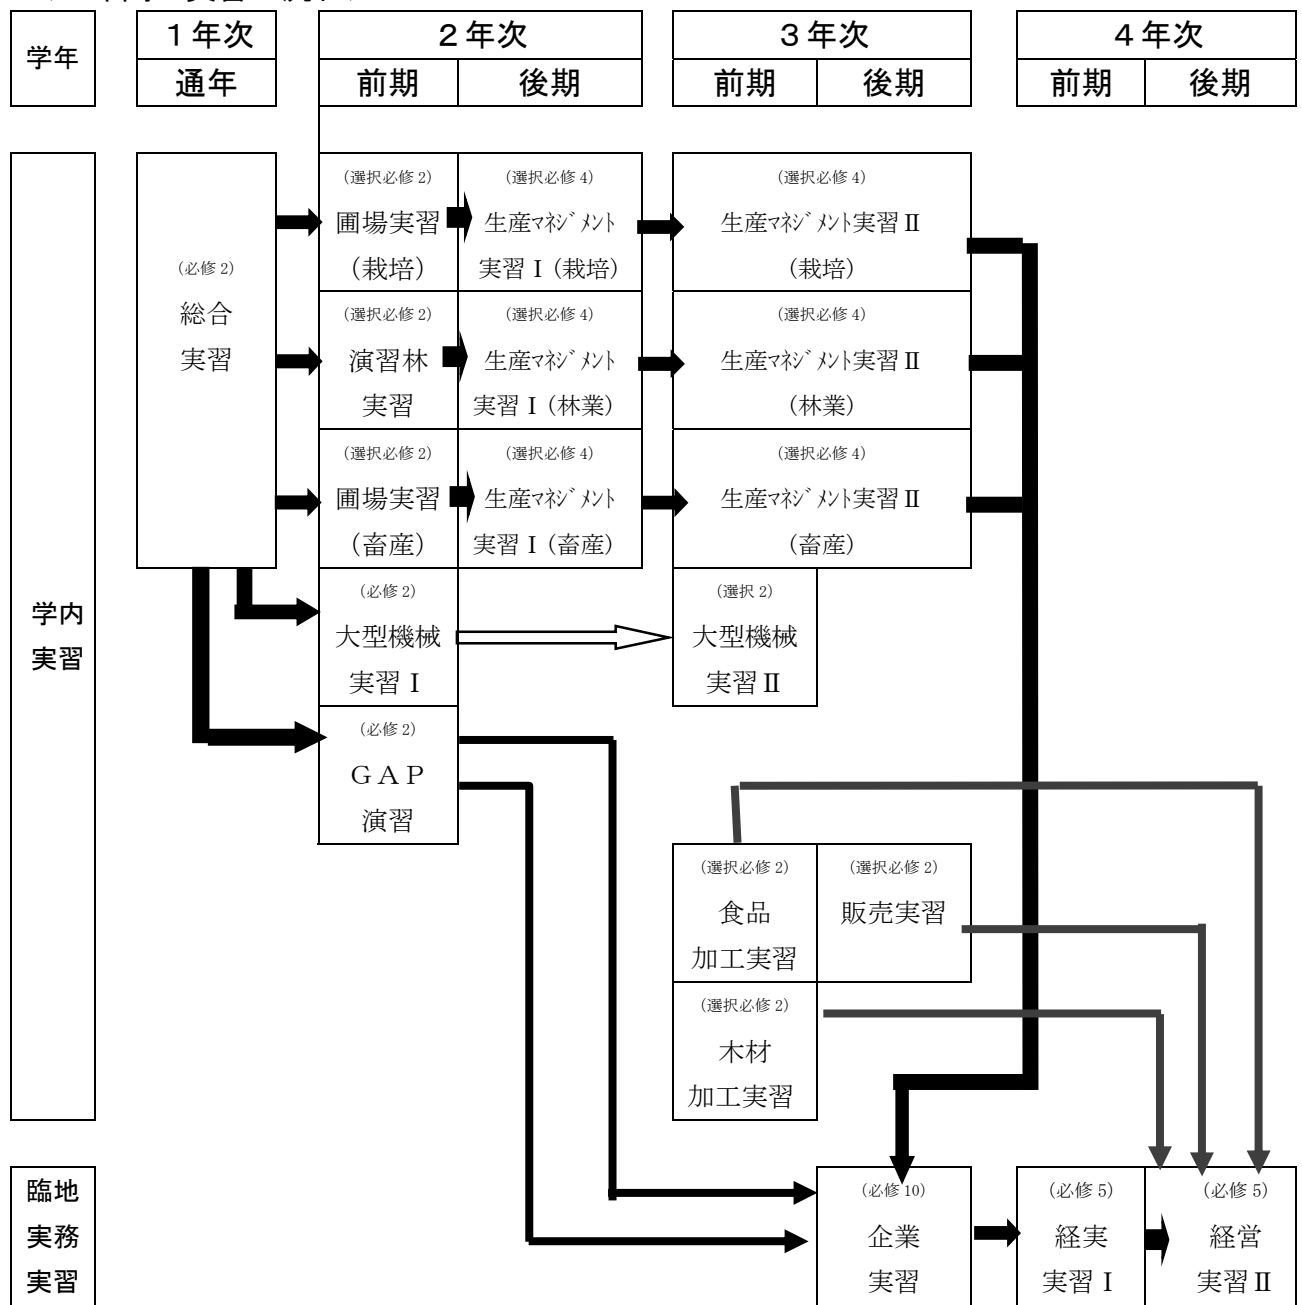 学年
１年次
２年次
３年次
４年次
通年
前期
後期
前期
後期
前期
後期
学内
実習
(必修 2)
総合
実習
(選択必修 2)
圃場実習
(栽培)
(選択必修 4)
生産ﾏﾈｼﾞﾒﾝﾄ
実習Ⅰ(栽培)
(選択必修 4)
生産ﾏﾈｼﾞﾒﾝﾄ実習Ⅱ
(栽培)
(選択必修 2)
演習林
実習
(選択必修 4)
生産ﾏﾈｼﾞﾒﾝﾄ
実習Ⅰ(林業)
(選択必修 4)
生産ﾏﾈｼﾞﾒﾝﾄ実習Ⅱ
(林業)
(選択必修 2)
圃場実習
(畜産)
(選択必修 4)
生産ﾏﾈｼﾞﾒﾝﾄ
実習Ⅰ(畜産)
(選択必修 4)
生産ﾏﾈｼﾞﾒﾝﾄ実習Ⅱ
(畜産)
(必修 2)
大型機械
実習Ⅰ
(選択 2)
大型機械
実習Ⅱ
(必修 2)
ＧＡＰ
演習
(選択必修 2)
食品
加工実習
(選択必修 2)
販売実習
(選択必修 2)
木材
加工実習
臨地
実務
実習
(必修 10)
企業
実習
(必修 5)
経実
実習Ⅰ
(必修 5)
経営
実習Ⅱ